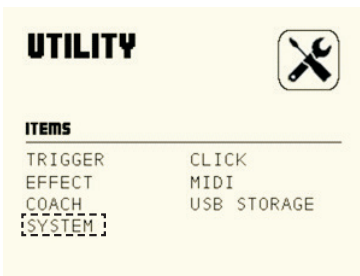 UTILITY
ITEMS
TRIGGER CLICK
EFFECT MIDI
COACH USB STORAGE
SYSTEM